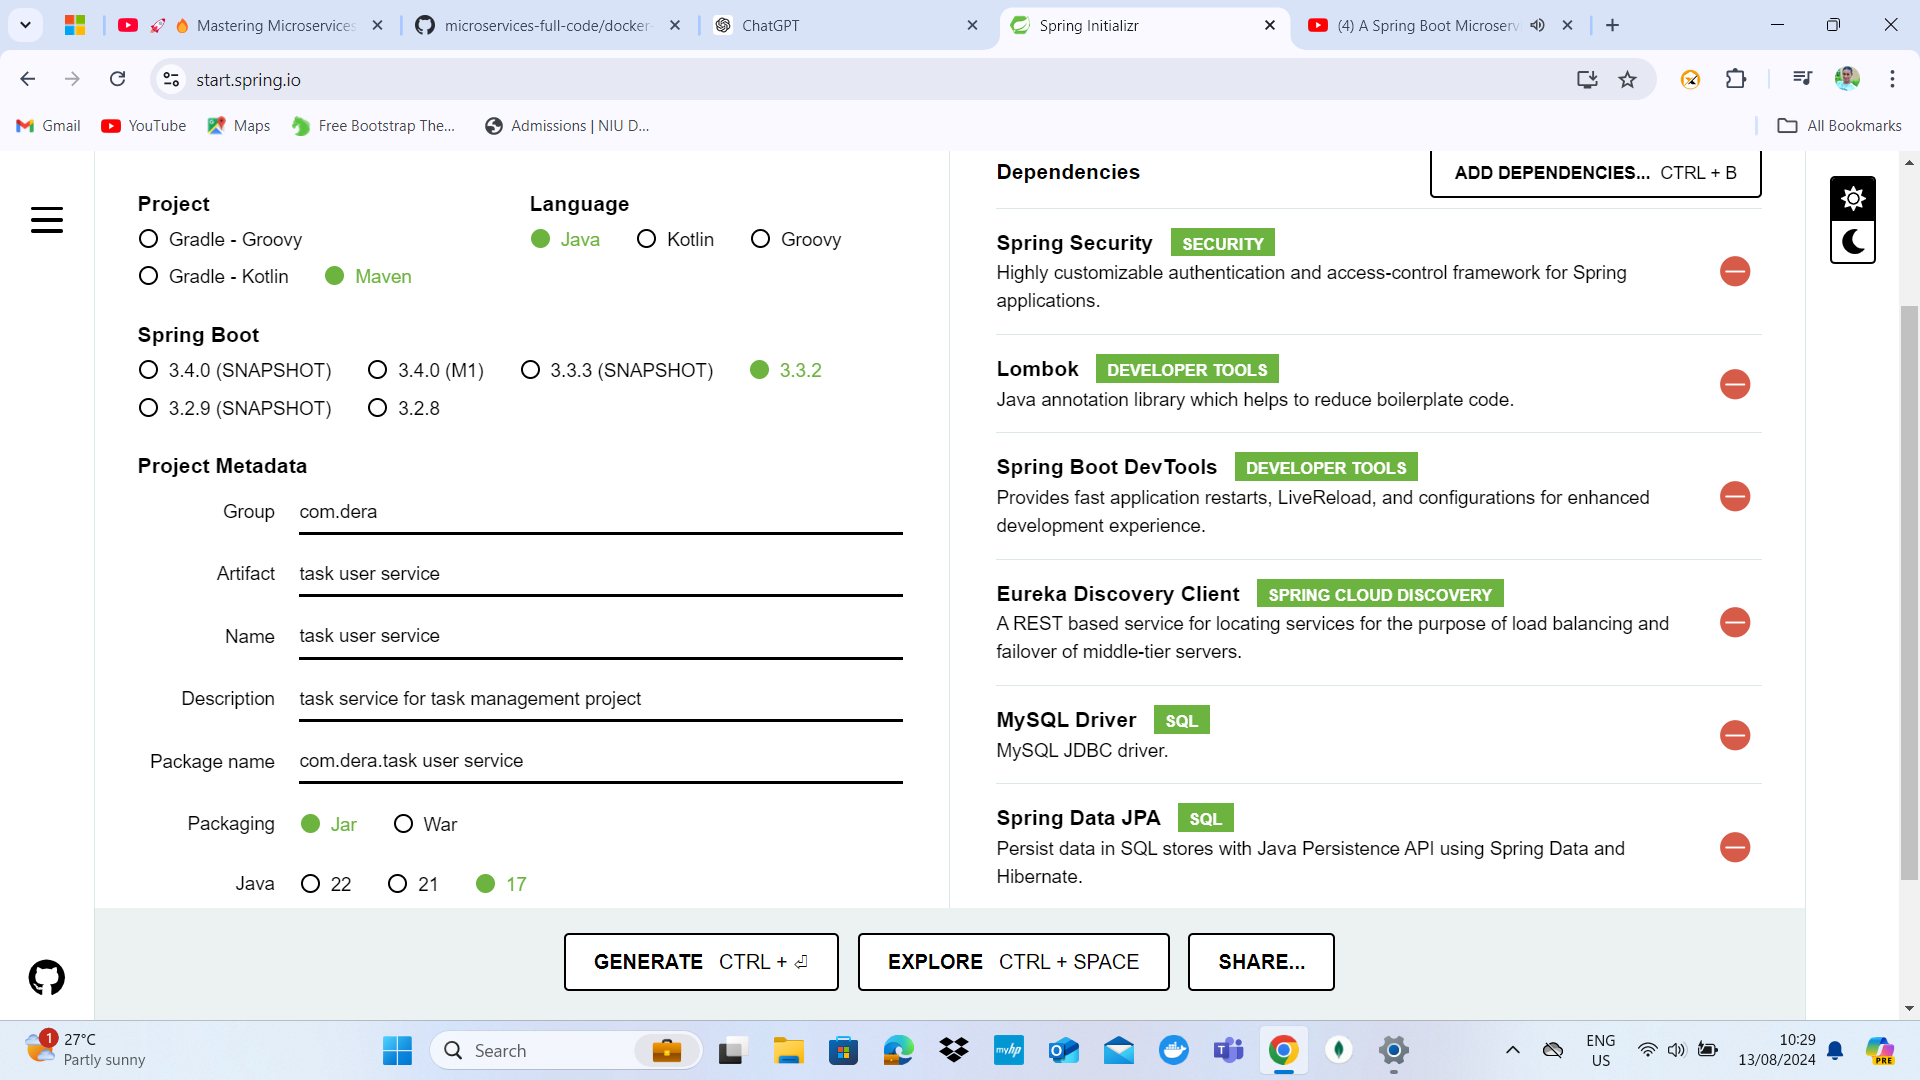 🚀 🔥 Mastering Microservices
microservices-full-code/docker-
ChatGPT
Spring Initializr
(4) A Spring Boot Microserv
start.spring.io
Gmail
YouTube
Maps
Free Bootstrap The...
Admissions | NIU D...
All Bookmarks
Project
Gradle - Groovy
Gradle - Kotlin
Maven
Language
Java
Kotlin
Groovy
Spring Boot
3.4.0 (SNAPSHOT)
3.4.0 (M1)
3.3.3 (SNAPSHOT)
3.3.2
3.2.9 (SNAPSHOT)
3.2.8
Project Metadata
Group com.dera
Artifact task user service
Name task user service
Description task service for task management project
Package name com.dera.task user service
Packaging Jar War
Java 22 21 17
Dependencies
ADD DEPENDENCIES... CTRL + B
Spring Security SECURITY
Highly customizable authentication and access-control framework for Spring
applications.
Lombok DEVELOPER TOOLS
Java annotation library which helps to reduce boilerplate code.
Spring Boot DevTools DEVELOPER TOOLS
Provides fast application restarts, LiveReload, and configurations for enhanced
development experience.
Eureka Discovery Client SPRING CLOUD DISCOVERY
A REST based service for locating services for the purpose of load balancing and
failover of middle-tier servers.
MySQL Driver SQL
MySQL JDBC driver.
Spring Data JPA SQL
Persist data in SQL stores with Java Persistence API using Spring Data and
Hibernate.
GENERATE CTRL + ⏎
EXPLORE CTRL + SPACE
SHARE...
1
27°C
Partly sunny
Search
myhp
ENG
US
10:29
13/08/2024
PRE